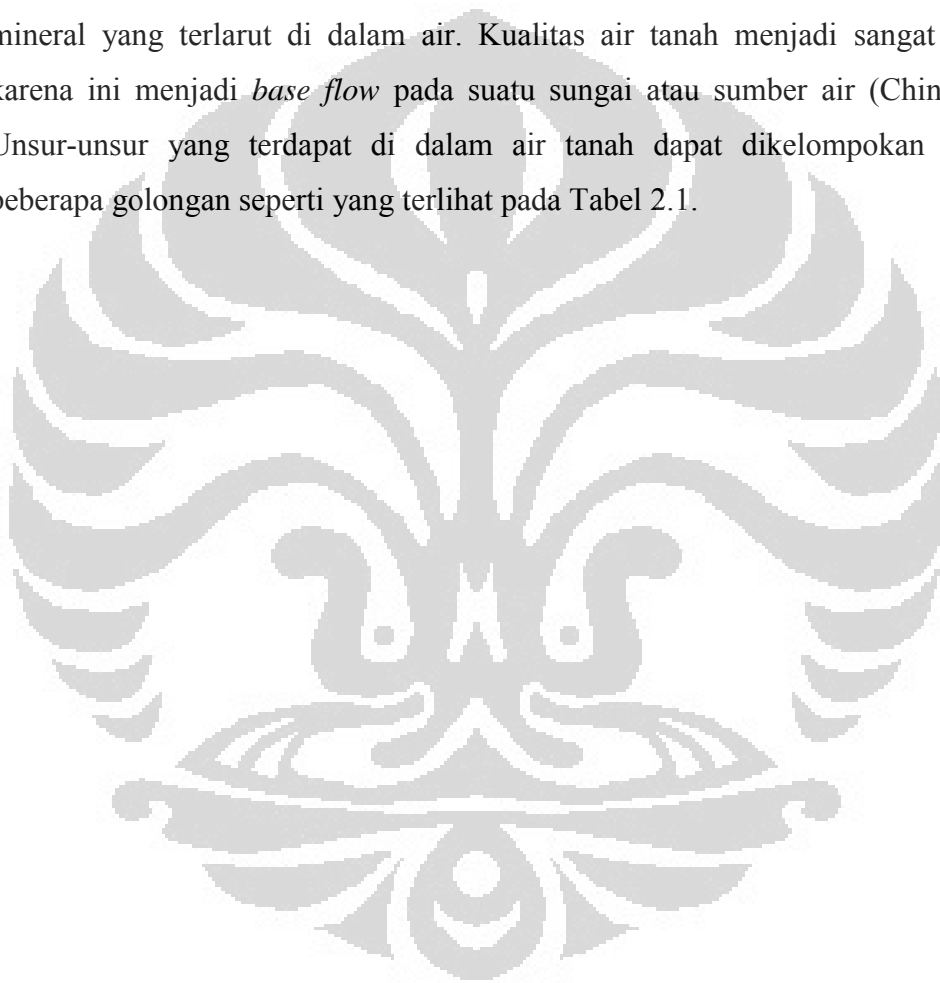 mineral yang terlarut di dalam air. Kualitas air tanah menjadi sangat
karena ini menjadi base flow pada suatu sungai atau sumber air (Chin
Unsur-unsur yang terdapat di dalam air tanah dapat dikelompokan
beberapa golongan seperti yang terlihat pada Tabel 2.1.